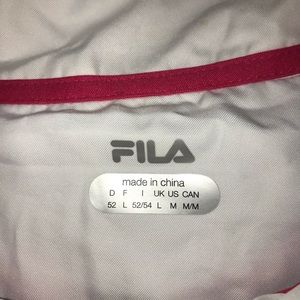 FILA
made in china
D F I UK US CAN
52 L 52/54 L M M/M